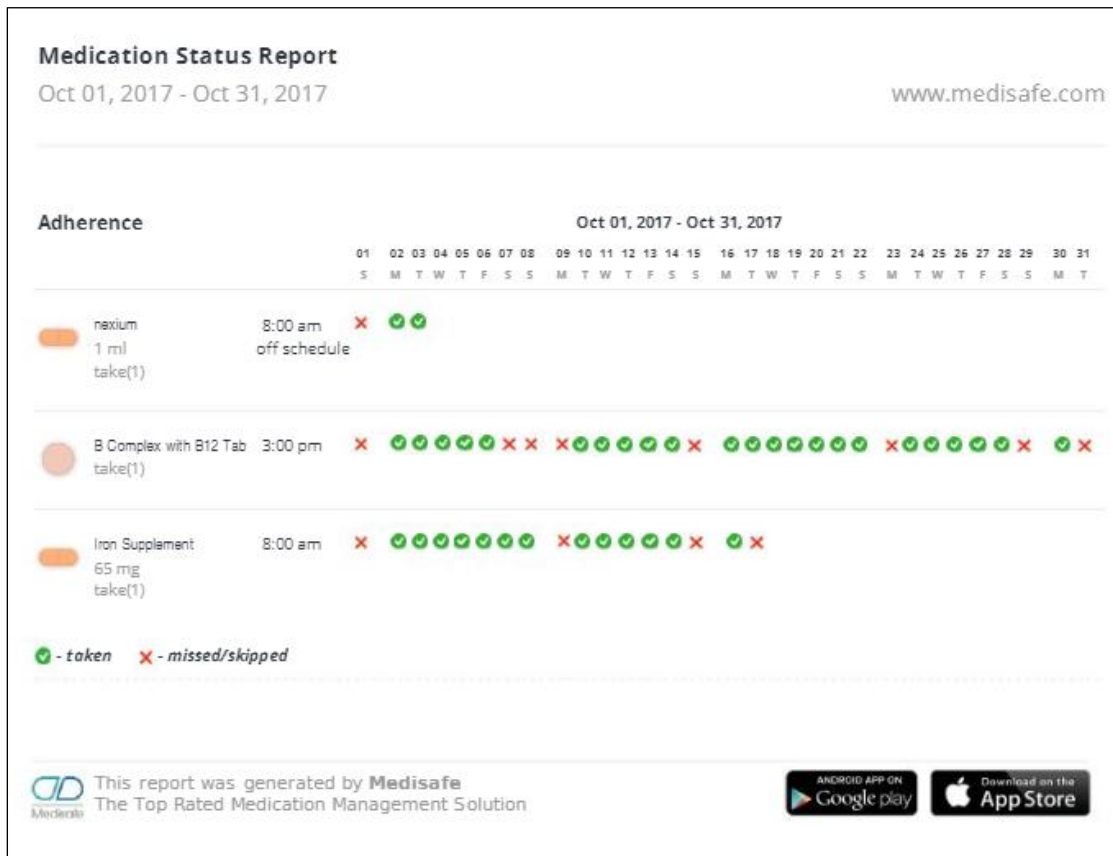 Medication Status Report
Oct 01, 2017 - Oct 31, 2017
www.medisafe.com
Adherence
Oct 01, 2017 - Oct 31, 2017
01 02 03 04 05 06 07 08 09 10 11 12 13 14 15 16 17 18 19 20 21 22 23 24 25 26 27 28 29 30 31
S M T W T F S S M T W T F S S M T W T F S S M T W T F S S M T
nexium 8:00 am
1 ml off schedule
take(1)
B Complex with B12 Tab 3:00 pm
take(1)
Iron Supplement 8:00 am
65 mg
take(1)
- taken - missed/skipped
This report was generated by Medisafe
The Top Rated Medication Management Solution
Medisafe
ANDROID APP ON
Google play
Download on the
App Store